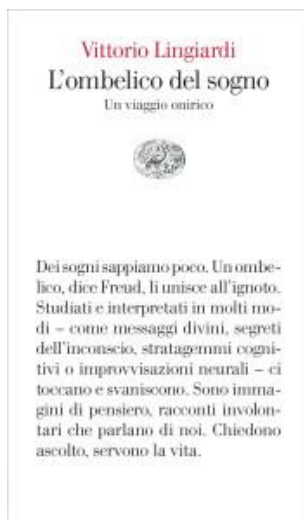 Vittorio Lingiardi
L'ombelico del sogno
Un viaggio onirico
Dei sogni sappiamo poco. Un ombe-
lico, dice Freud, li unisce all'ignoto.
Studiati e interpretati in molti mo-
di – come messaggi divini, segreti
dell'inconscio, stratagemmi cogni-
tivi o improvvisazioni neurali – ci
toccano e svaniscono. Sono imma-
gini di pensiero, racconti involon-
tari che parlano di noi. Chiedono
ascolto, servono la vita.